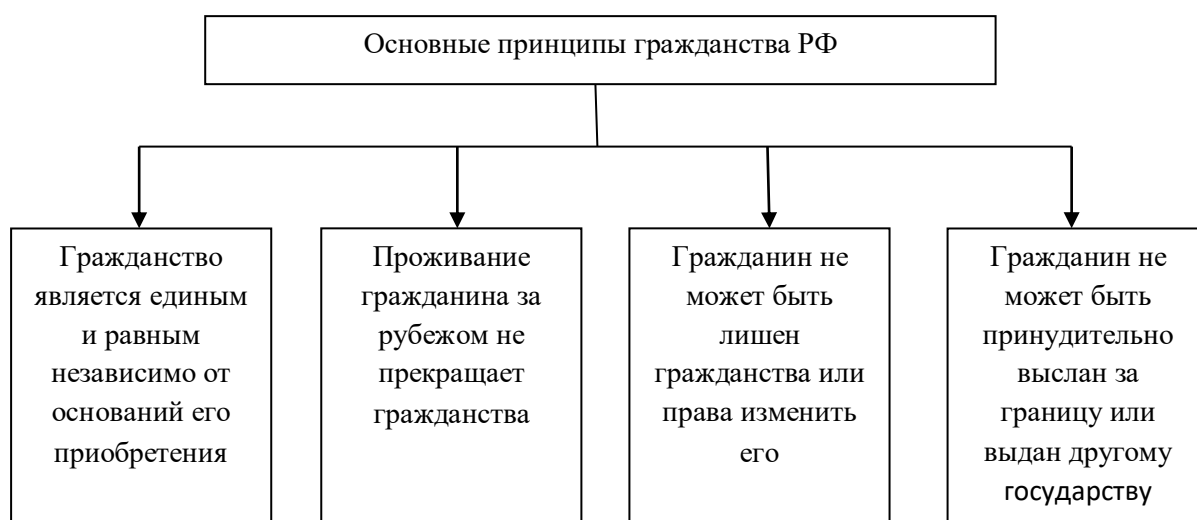 Основные принципы гражданства РФ
Гражданство
является единым
и равным
независимо от
оснований его
приобретения
Проживание
гражданина за
рубежом не
прекращает
гражданства
Гражданин не
может быть
лишен
гражданства или
права изменить
его
Гражданин не
может быть
принудительно
выслан за
границу или
выдан другому
государству